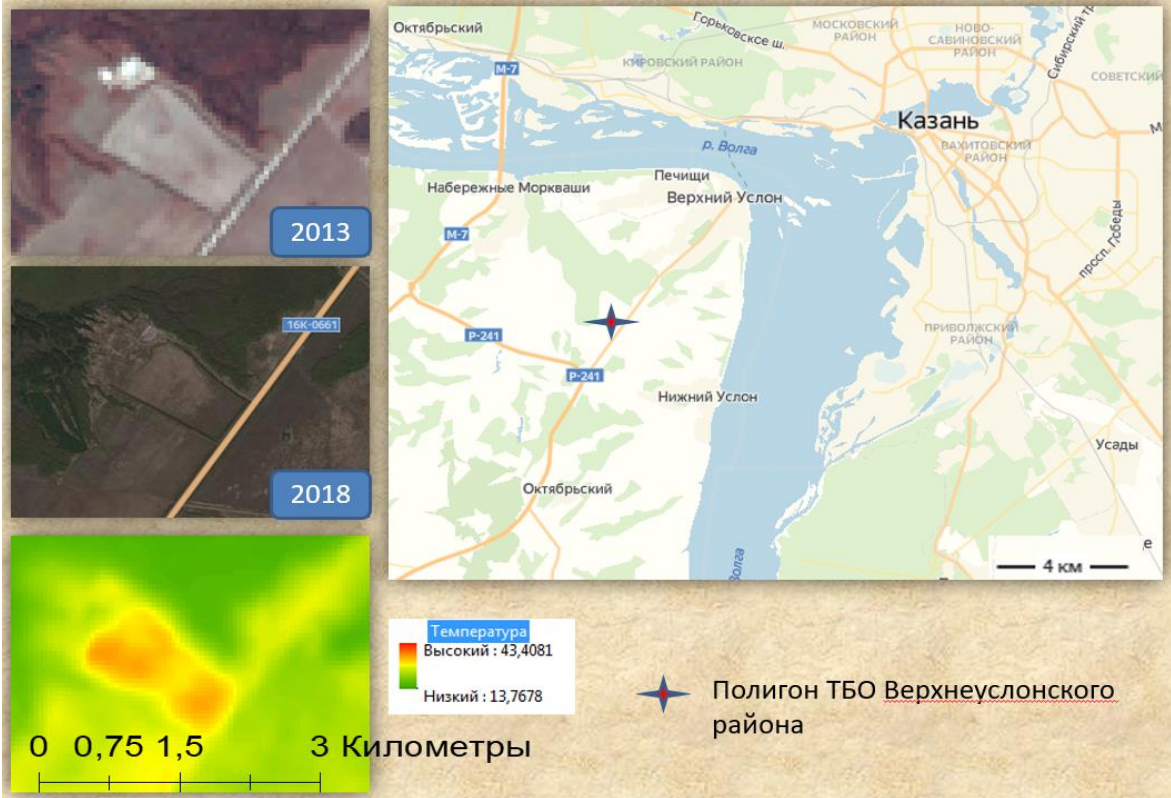 2013
16К-0661
2018
0 0,75 1,5 3 Километры
Октябрьский
Горьковское ш.
МОСКОВСКИЙ
РАЙОН
НОВО-
САВИНОВСКИЙ
РАЙОН
Сибирский тр
КИРОВСКИЙ РАЙОН
М-7
СОВЕТСКИЙ
Казань
М
ВАХИТОВСКИЙ
РАЙОН
р. Волга
Печищи
Набережные Моркваши
Верхний Услон
М-7
просп. Победы
Р-241
ПРИВОЛЖСКИЙ
РАЙОН
Р-241
Нижний Услон
Усады
Октябрьский
Волга
е
4 км
Температура
Высокий : 43,4081
Низкий : 13,7678
Полигон ТБО Верхнеуслонского
района